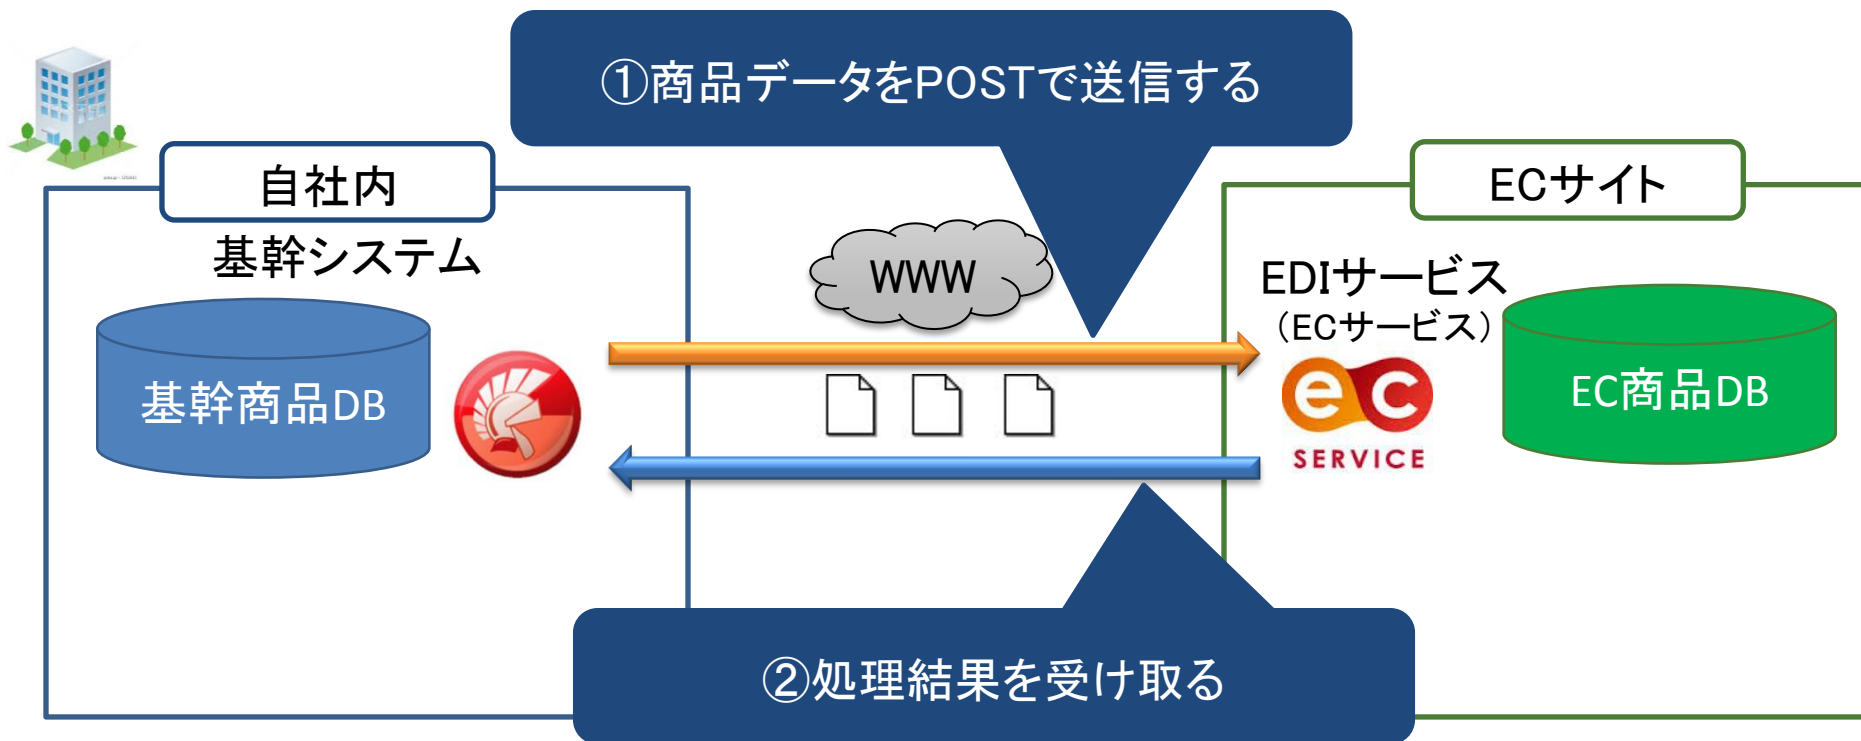 ①商品データをPOSTで送信する
自社内
ECサイト
基幹システム
WWW
EDIサービス
（ECサービス）
基幹商品DB
ec
SERVICE
EC商品DB
②処理結果を受け取る